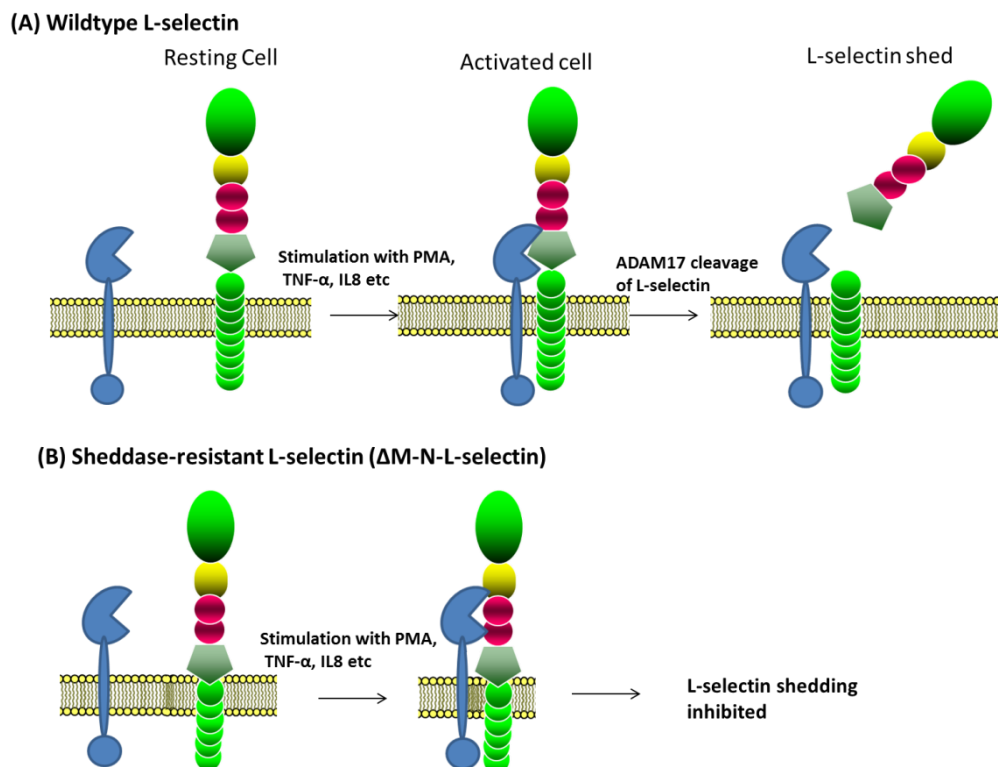 (A) Wildtype L-selectin
Resting Cell
Activated cell
L-selectin shed
Stimulation with PMA,
TNF-α, IL8 etc
ADAM17 cleavage
of L-selectin
(B) Sheddase-resistant L-selectin (ΔM-N-L-selectin)
Stimulation with PMA,
TNF-α, IL8 etc
L-selectin shedding
inhibited